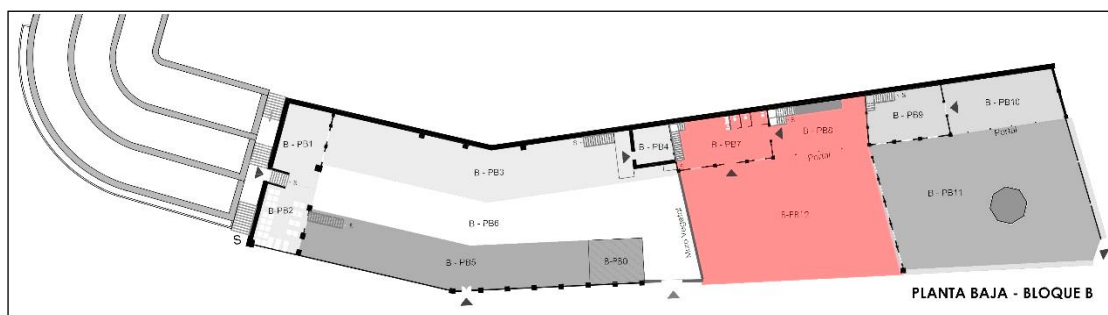 B - PB1
B - PB2
S
B - PB3
B - PB6
B - PB5
B-PB0
B - PB4
B - PB7
B - PB8
Portal
B-PB12
B - PB9
B - PB10
Portal
B - PB11
PLANTA BAJA - BLOQUE B